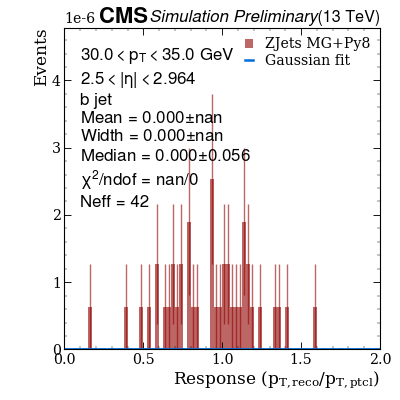 1e-6 CMS Simulation Preliminary (13 TeV)
Events
ZJets MG+Py8
Gaussian fit
30.0 < p_T < 35.0 GeV
2.5 < |η| < 2.964
b jet
Mean = 0.000±nan
Width = 0.000±nan
Median = 0.000±0.056
χ²/ndof = nan/0
Neff = 42
4
3
2
1
0
0.0 0.5 1.0 1.5 2.0
Response (p_T,reco/p_T,ptcl)